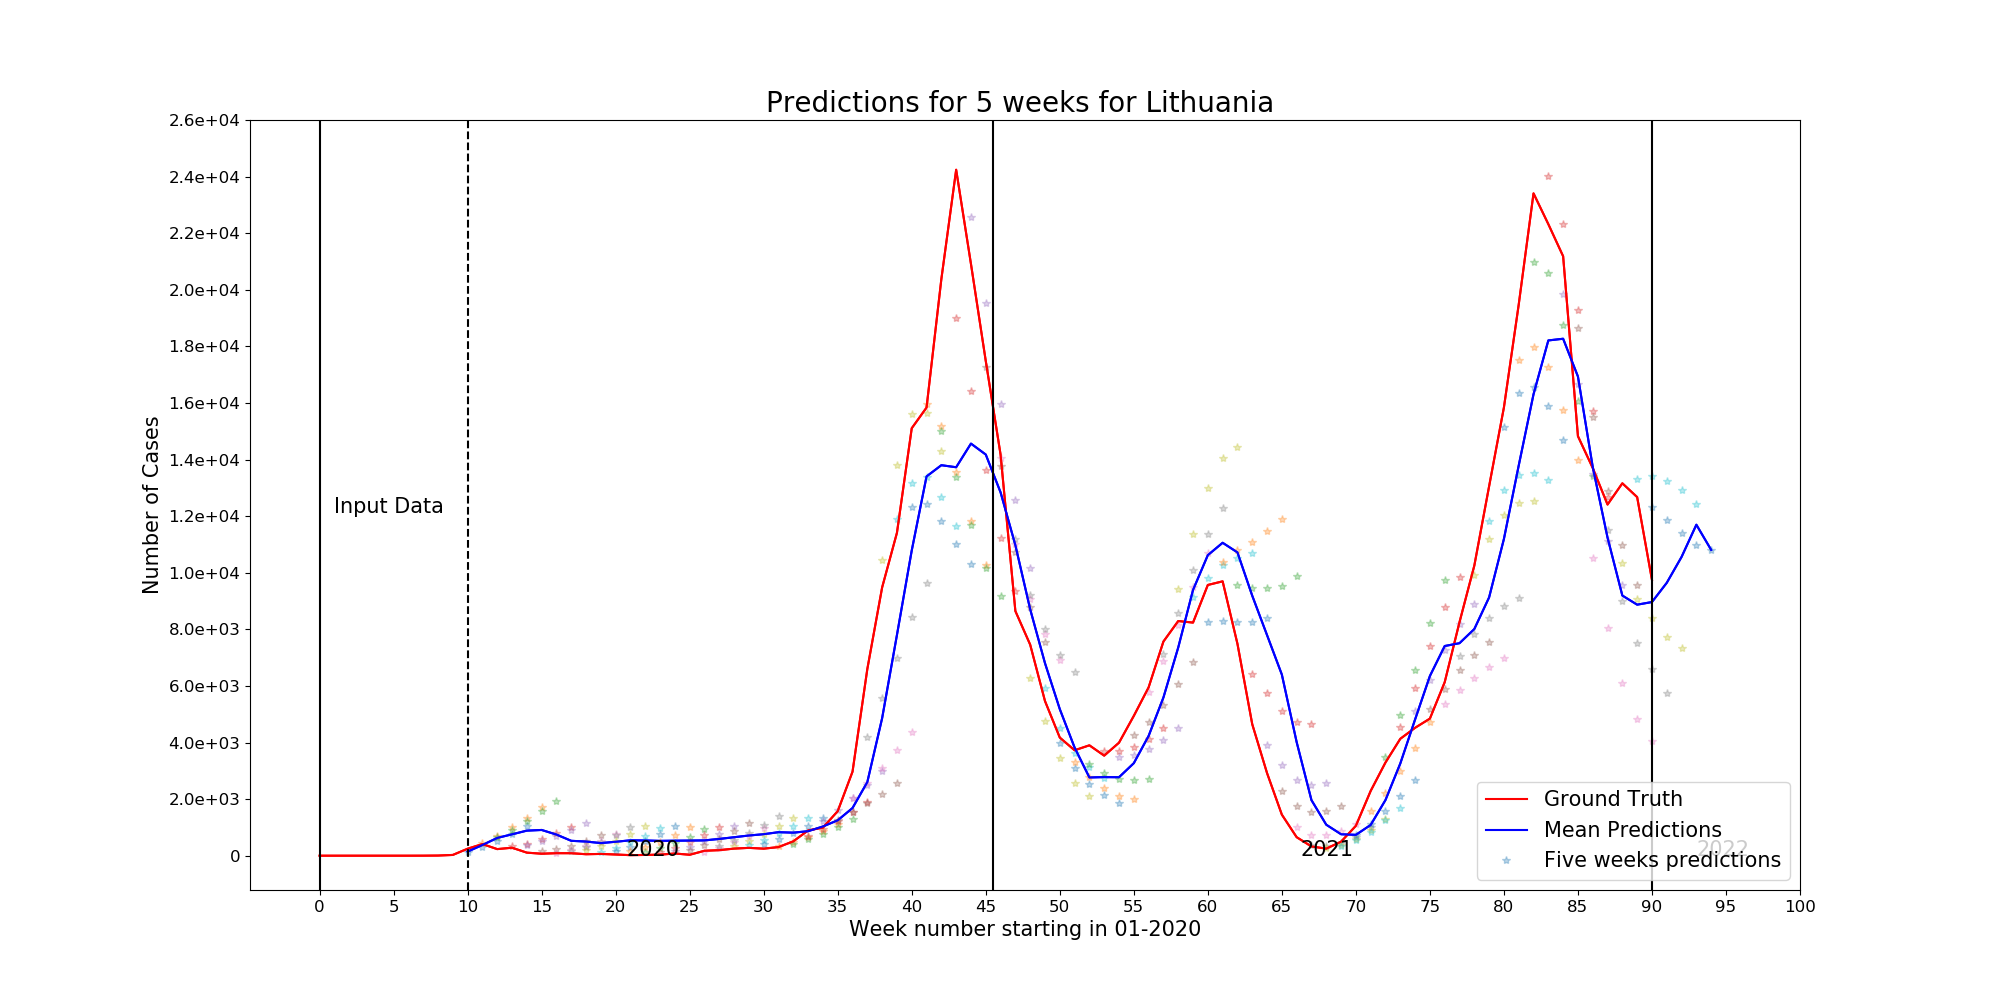 Predictions for 5 weeks for Lithuania
2.6e+04
2.4e+04
2.2e+04
2.0e+04
1.8e+04
1.6e+04
1.4e+04
1.2e+04
1.0e+04
8.0e+03
6.0e+03
4.0e+03
2.0e+03
0
Number of Cases
Input Data
2020
2021
2022
Ground Truth
Mean Predictions
Five weeks predictions
0 5 10 15 20 25 30 35 40 45 50 55 60 65 70 75 80 85 90 95 100
Week number starting in 01-2020